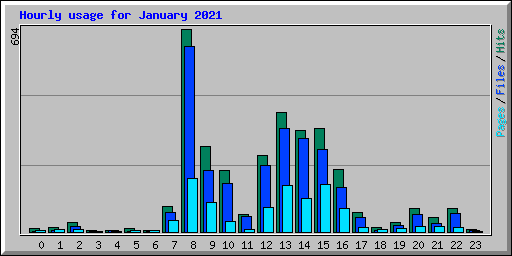 Hourly usage for January 2021
694
Pages / Files / Hits
0 1 2 3 4 5 6 7 8 9 10 11 12 13 14 15 16 17 18 19 20 21 22 23